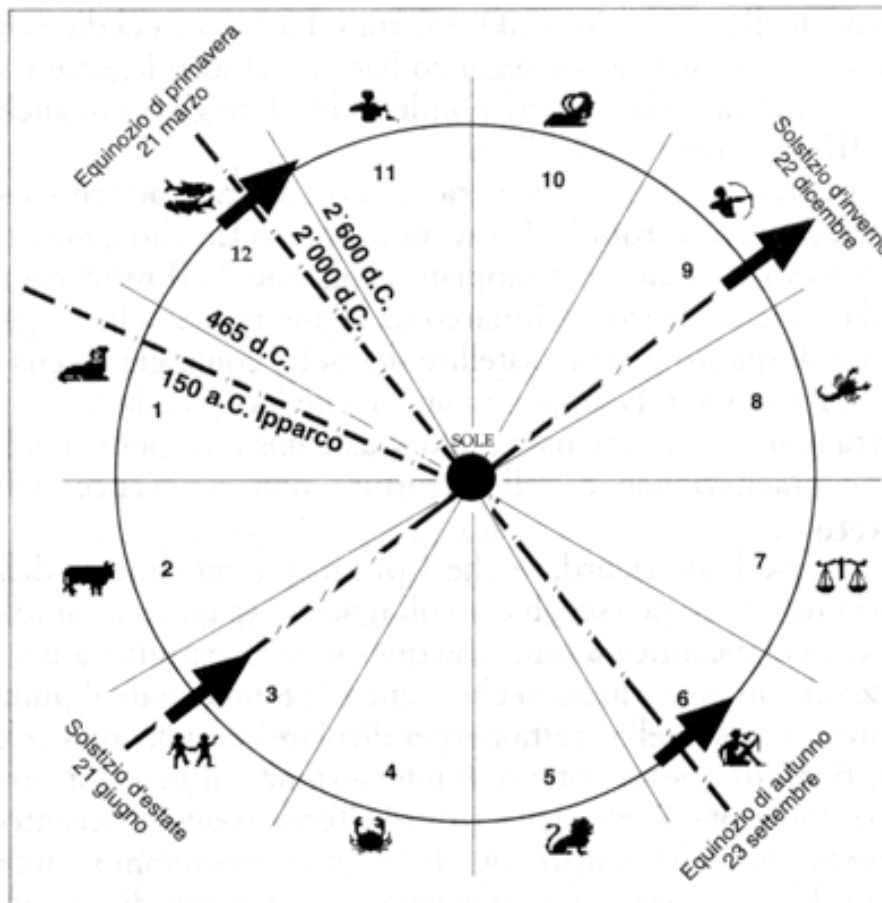 Equinozio di primavera
21 marzo
11
10
Solstizio d'inverno
22 dicembre
12
2.600 d.C.
2.000 d.C.
9
465 d.C.
1
150 a.C. Ipparco
8
SOLE
2
7
3
6
Solstizio d'estate
21 giugno
4
5
Equinozio di autunno
23 settembre